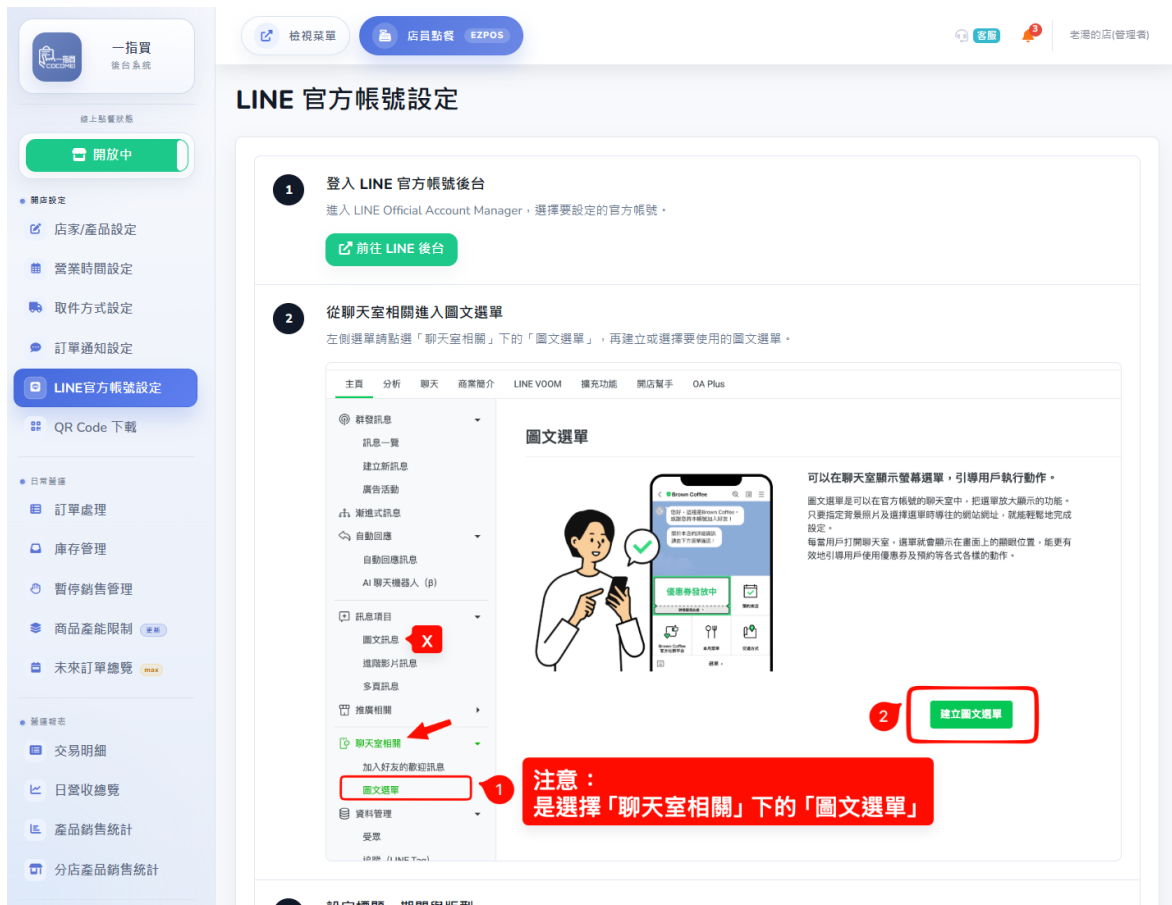 一指買
後台系統
線上點餐狀態
開放中
開店設定
店家/產品設定
營業時間設定
取件方式設定
訂單通知設定
LINE官方帳號設定
QR Code 下載
日常營運
訂單處理
庫存管理
暫停銷售管理
商品產能限制 更新
未來訂單總覽 max
營運報表
交易明細
日營收總覽
產品銷售統計
分店產品銷售統計
檢視菜單
店員點餐 EZPOS
客服
3
老湯的店(管理者)
LINE 官方帳號設定
1
登入 LINE 官方帳號後台
進入 LINE Official Account Manager，選擇要設定的官方帳號。
前往 LINE 後台
2
從聊天室相關進入圖文選單
左側選單請點選「聊天室相關」下的「圖文選單」，再建立或選擇要使用的圖文選單。
主頁 分析 聊天 商業簡介 LINE VOOM 擴充功能 開店幫手 OA Plus
群發訊息
訊息一覽
建立新訊息
廣告活動
漸進式訊息
自動回應
自動回應訊息
AI 聊天機器人（β）
訊息項目
圖文訊息 X
進階影片訊息
多頁訊息
推廣相關
聊天室相關
加入好友的歡迎訊息
圖文選單
1
資料管理
受眾
圖文選單
Brown Coffee
優惠券發放中
可以在聊天室顯示螢幕選單，引導用戶執行動作。
圖文選單是可以在官方帳號的聊天室中，把選單放大顯示的功能。
只要指定背景照片及選擇選單時導往的網站網址，就能輕鬆地完成
設定。
每當用戶打開聊天室，選單就會顯示在畫面上的顯眼位置，能更有
效地引導用戶使用優惠券及預約等各式各樣的動作。
2
建立圖文選單
注意：
是選擇「聊天室相關」下的「圖文選單」